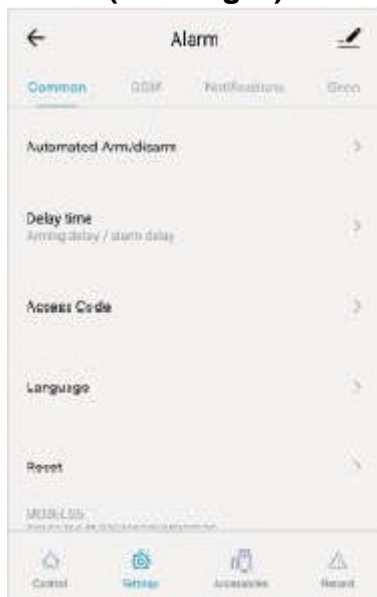 Alarm
Common GSM Notifications
Automated Arm/disarm
Delay time
Arming delay / alarm delay
Access Code
Language
Reset
Control Settings Accessories Record